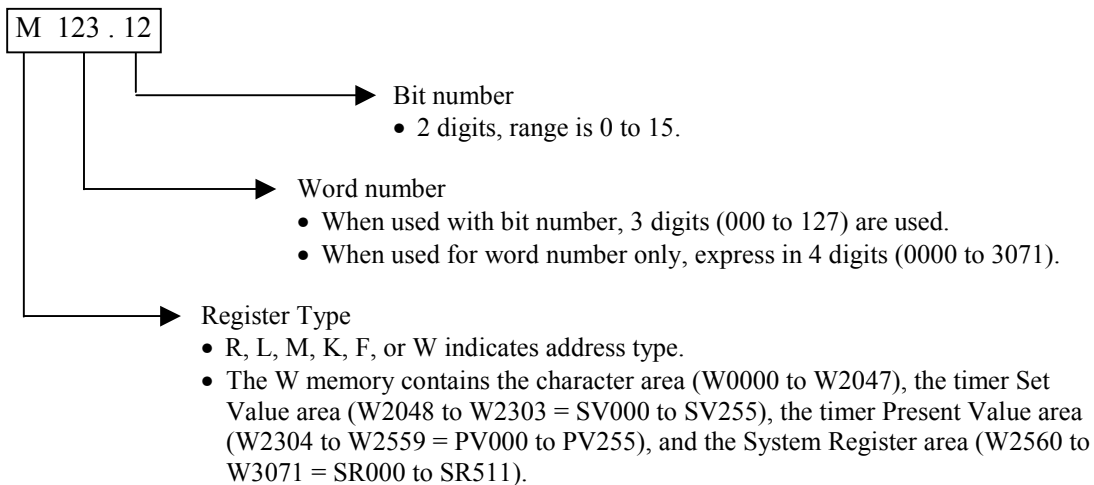 M 123 . 12
Bit number
• 2 digits, range is 0 to 15.
Word number
• When used with bit number, 3 digits (000 to 127) are used.
• When used for word number only, express in 4 digits (0000 to 3071).
Register Type
• R, L, M, K, F, or W indicates address type.
• The W memory contains the character area (W0000 to W2047), the timer Set
Value area (W2048 to W2303 = SV000 to SV255), the timer Present Value area
(W2304 to W2559 = PV000 to PV255), and the System Register area (W2560 to
W3071 = SR000 to SR511).